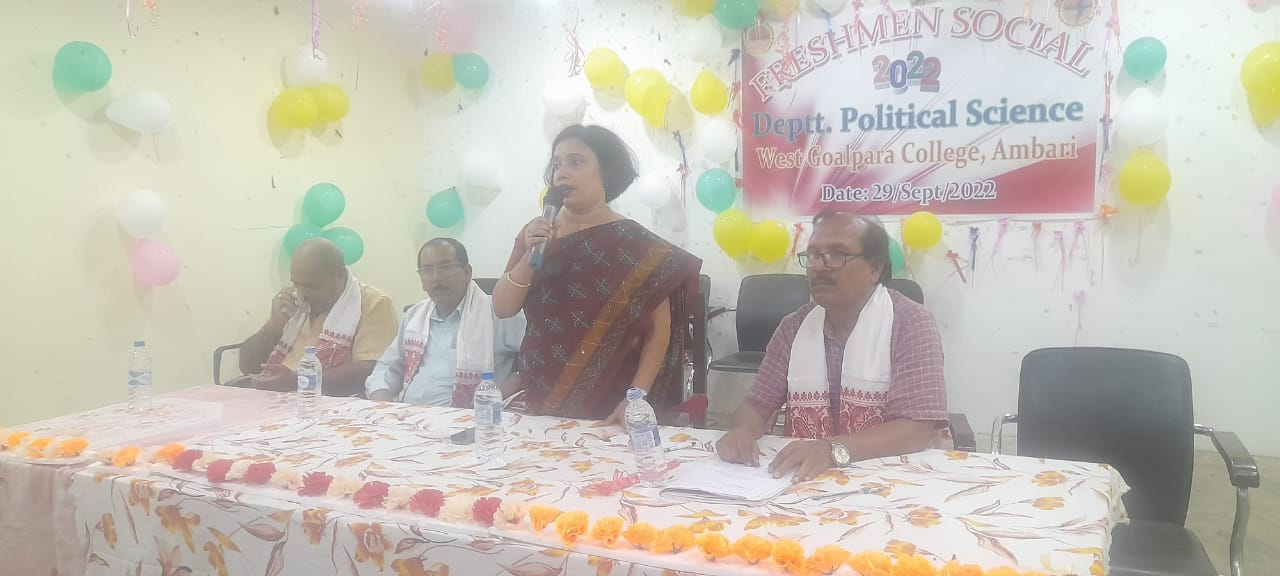 FRESHMEN SOCIAL
2022
Deptt. Political Science
West Goalpara College, Ambari
Date: 29/Sept/2022